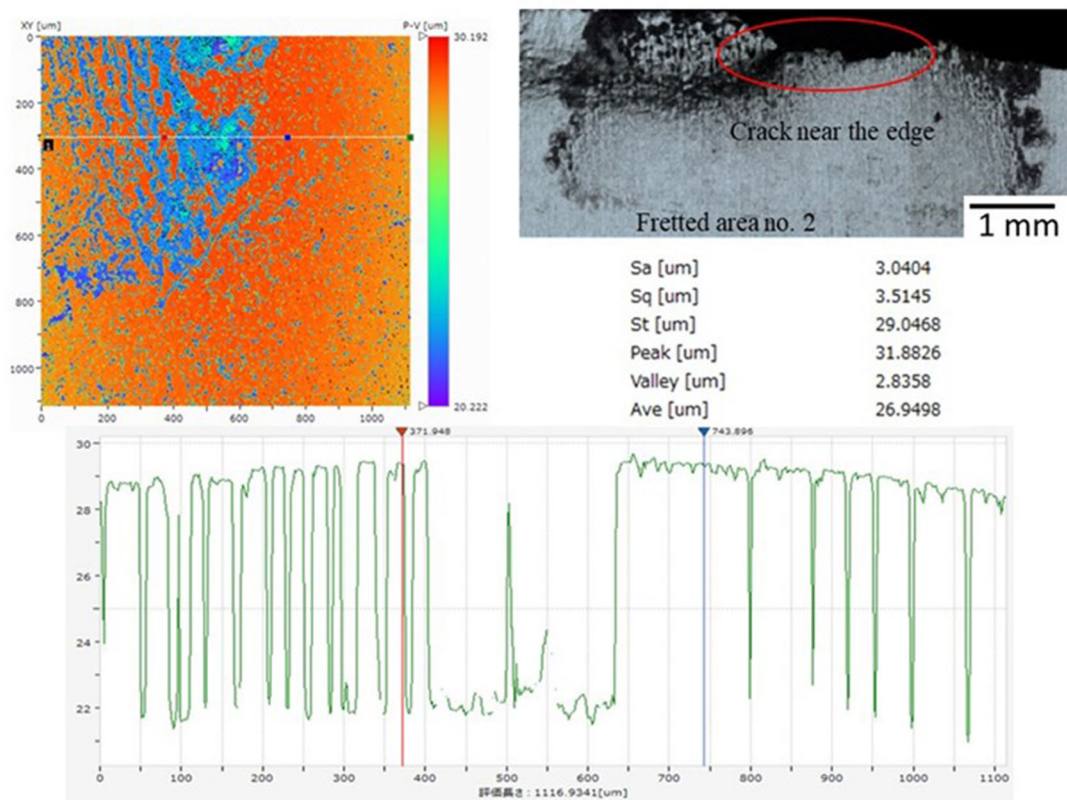 XY [um]
P-V [um]
0
200
400
600
800
1000
0 200 400 600 800 1000
30.192
20.222
Crack near the edge
Fretted area no. 2
1 mm
Sa [um] 3.0404
Sq [um] 3.5145
St [um] 29.0468
Peak [um] 31.8826
Valley [um] 2.8358
Ave [um] 26.9498
371.948 743.896
30
28
26
24
22
0 100 200 300 400 500 600 700 800 900 1000 1100
評価長さ : 1116.9341[um]